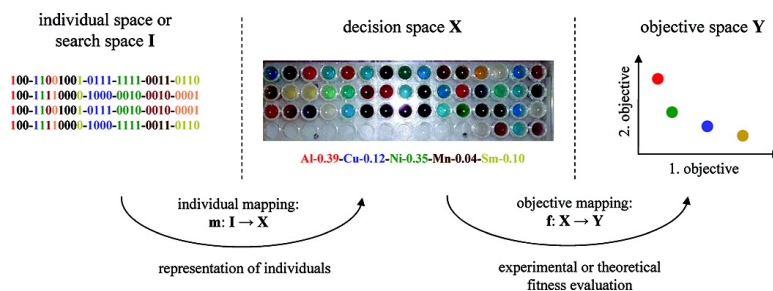 individual space or
search space I
100-11001001-0111-1111-0011-0110
100-11110000-1000-0010-0010-0001
100-11001001-0111-0010-0010-0001
100-11110000-1000-1111-0011-0110
decision space X
Al-0.39-Cu-0.12-Ni-0.35-Mn-0.04-Sm-0.10
objective space Y
2. objective
1. objective
individual mapping:
m: I → X
representation of individuals
objective mapping:
f: X → Y
experimental or theoretical
fitness evaluation